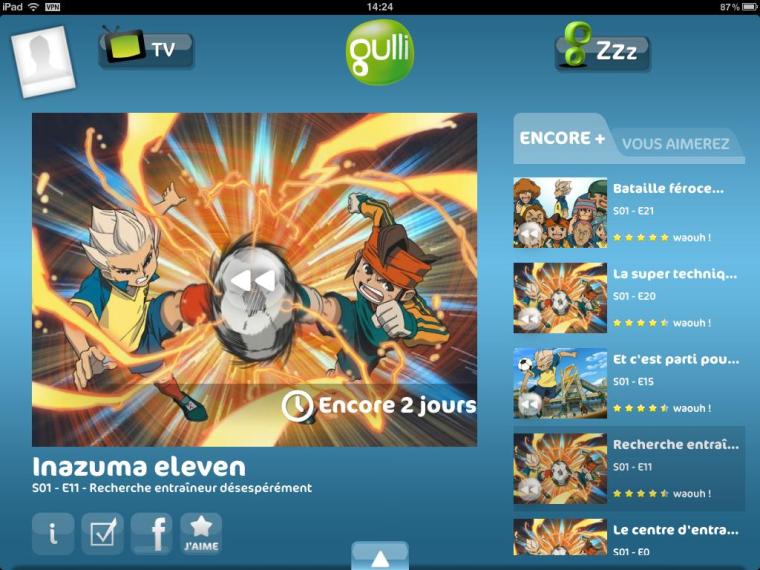 iPad VPN 14:24 87 %
TV
gulli
Zzz
ENCORE + VOUS AIMEREZ
Bataille féroce...
S01 - E21
waouh !
La super techniq...
S01 - E20
waouh !
Et c'est parti pou...
S01 - E15
waouh !
Recherche entraî...
S01 - E11
waouh !
Le centre d'entra...
S01 - E0
Encore 2 jours
Inazuma eleven
S01 - E11 - Recherche entraîneur désespérément
i
f
J'AIME